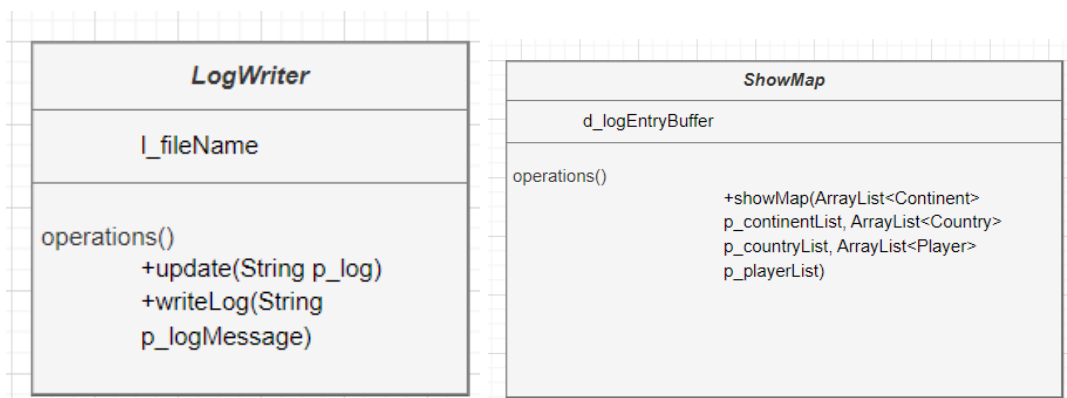 LogWriter
l_fileName
operations()
+update(String p_log)
+writeLog(String
p_logMessage)
ShowMap
d_logEntryBuffer
operations()
+showMap(ArrayList<Continent>
p_continentList, ArrayList<Country>
p_countryList, ArrayList<Player>
p_playerList)